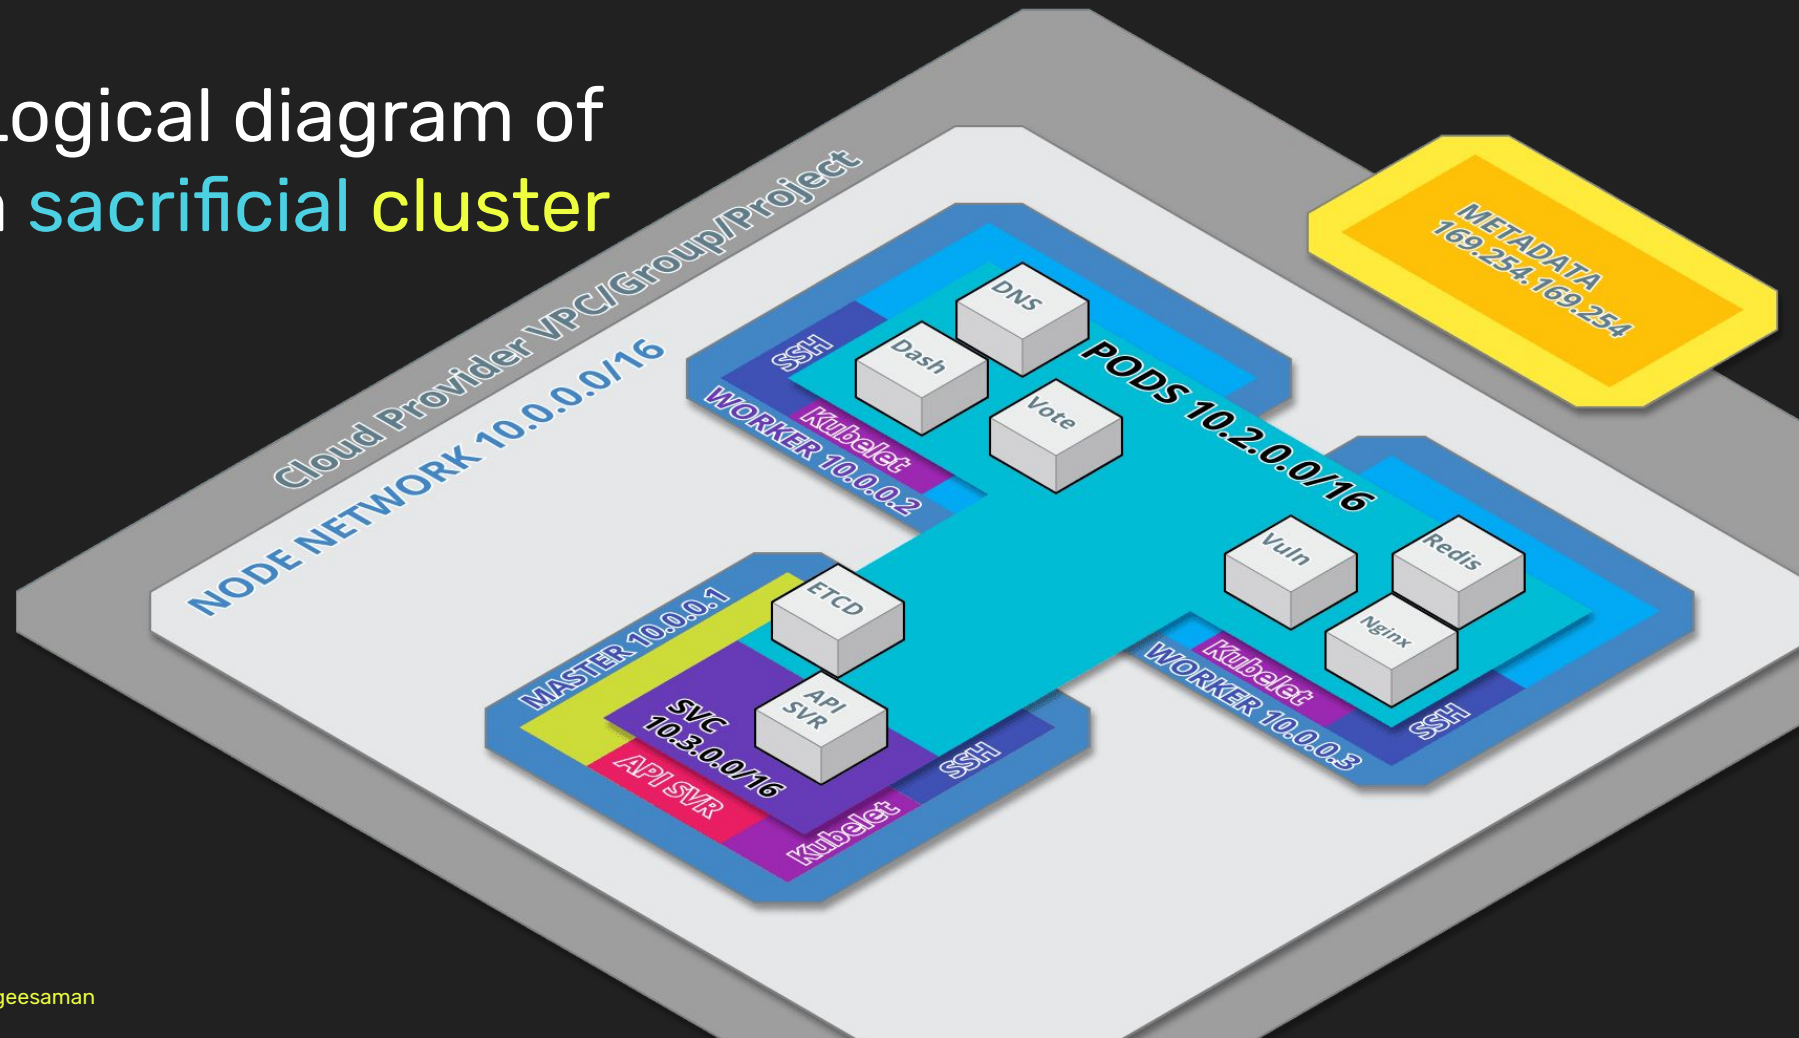 Logical diagram of
sacrificial cluster
Cloud Provider VPC/Group/Project
NODE NETWORK 10.0.0.0/16
METADATA
169.254.169.254
DNS
Dash
Vote
SSH
Kubelet
WORKER 10.0.0.2
PODS 10.2.0.0/16
Vuln
Redis
Nginx
Kubelet
SSH
WORKER 10.0.0.3
ETCD
MASTER 10.0.0.1
API
SVR
SVC
10.3.0.0/16
API SVR
Kubelet
SSH
geesaman